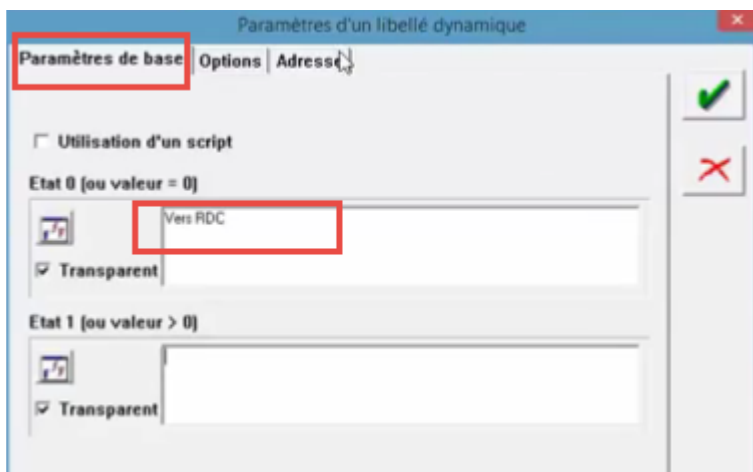 Paramètres d'un libellé dynamique
Paramètres de base Options Adresse
Utilisation d'un script
Etat 0 (ou valeur = 0)
Vers RDC
Transparent
Etat 1 (ou valeur > 0)
Transparent